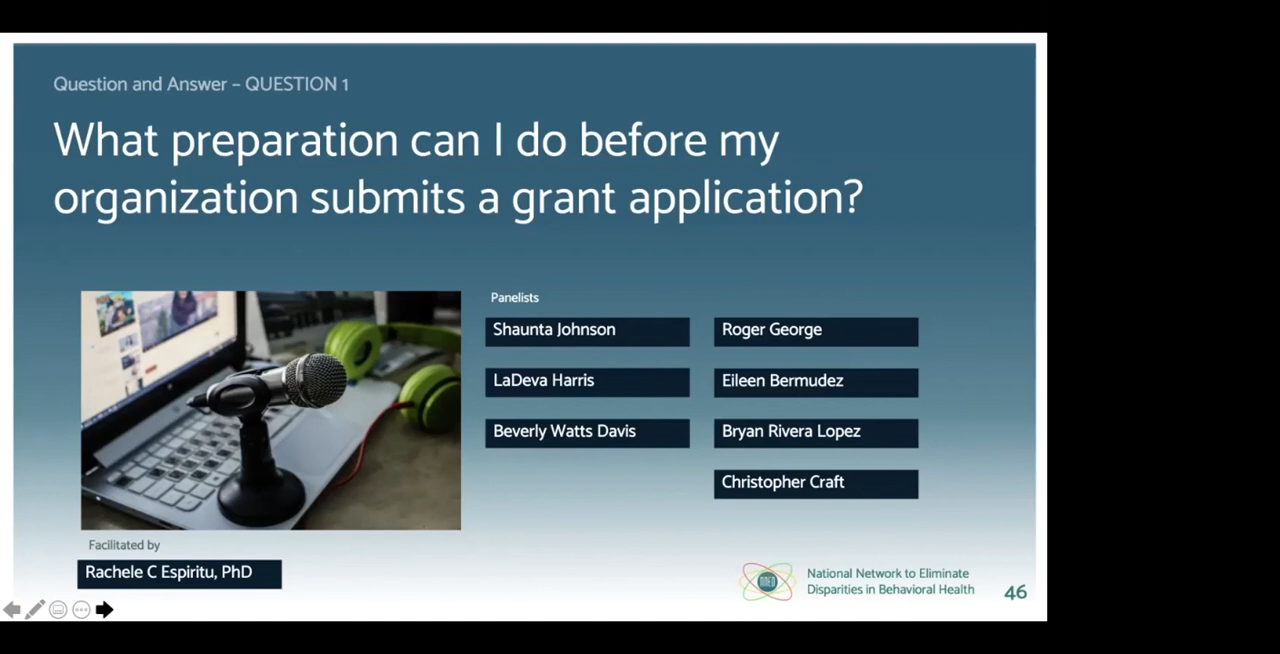 Question and Answer – QUESTION 1
What preparation can I do before my
organization submits a grant application?
Panelists
Shaunta Johnson
Roger George
LaDeva Harris
Eileen Bermudez
Beverly Watts Davis
Bryan Rivera Lopez
Christopher Craft
Facilitated by
Rachele C Espiritu, PhD
NNED
National Network to Eliminate
Disparities in Behavioral Health
46